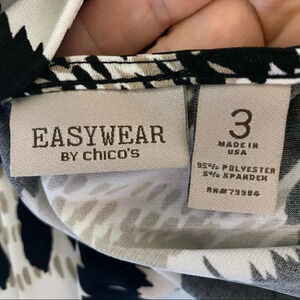 EASYWEAR
BY chico's
3
MADE IN
USA
95% POLYESTER
5% SPANDEX
RN#79984